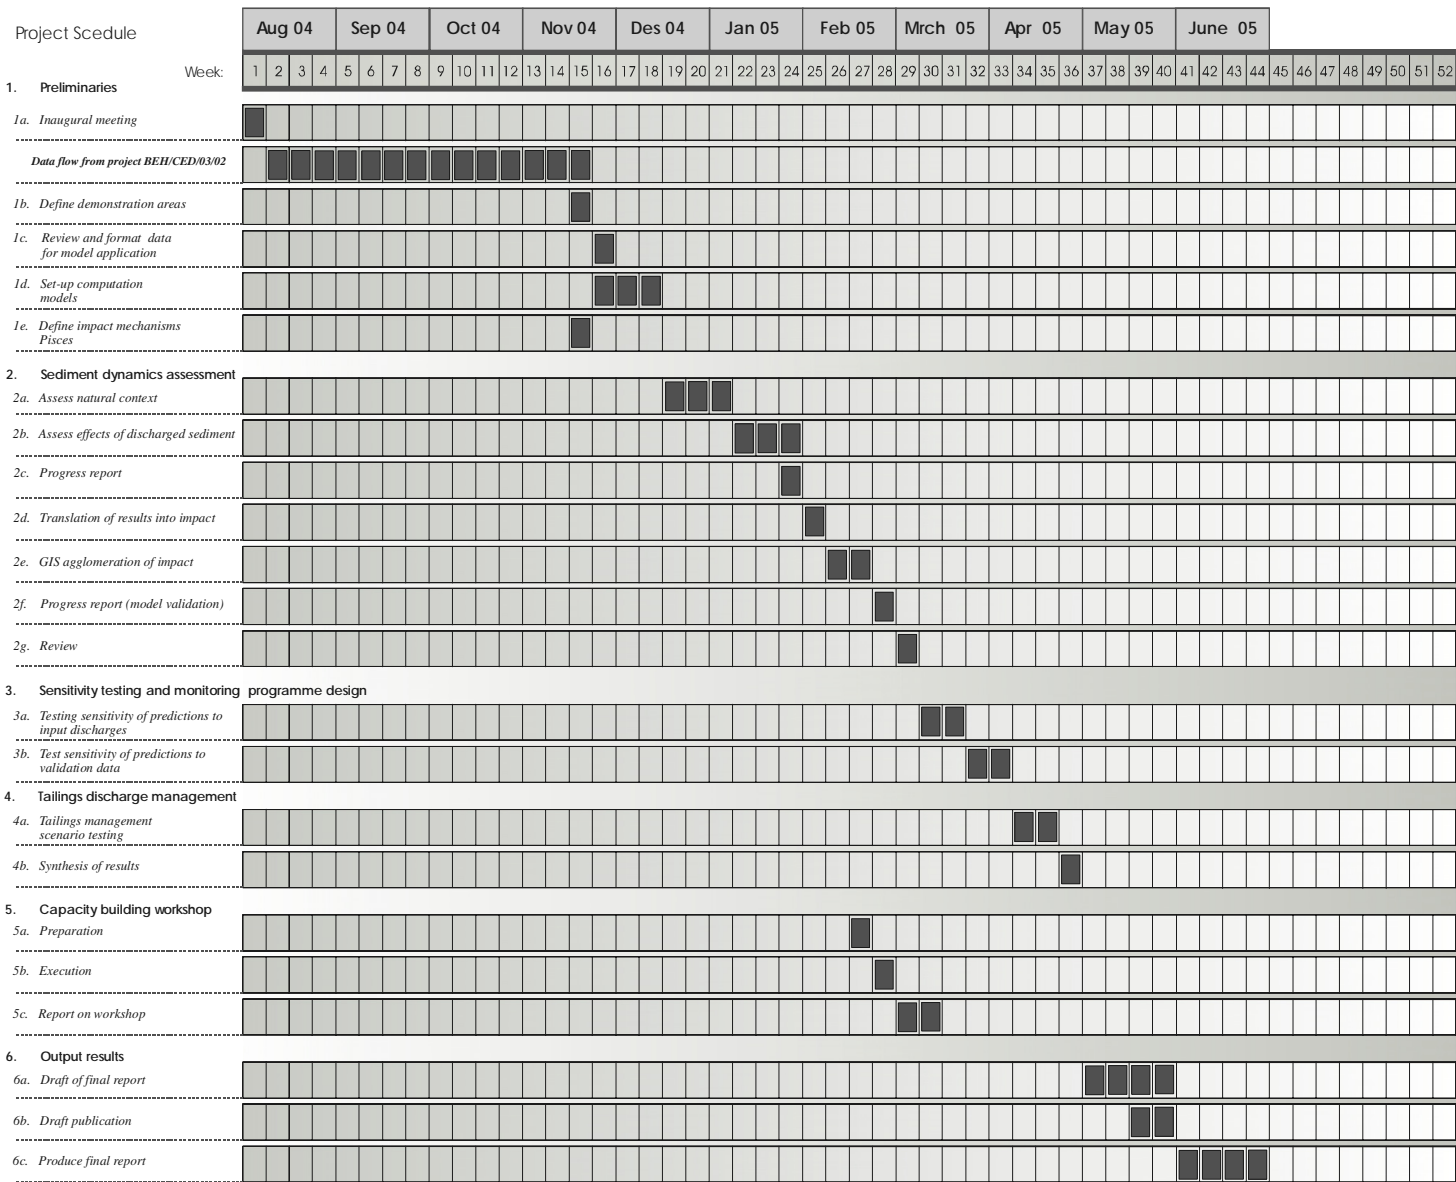 Project Scedule
Aug 04 Sep 04 Oct 04 Nov 04 Des 04 Jan 05 Feb 05 Mrch 05 Apr 05 May 05 June 05
Week: 1 2 3 4 5 6 7 8 9 10 11 12 13 14 15 16 17 18 19 20 21 22 23 24 25 26 27 28 29 30 31 32 33 34 35 36 37 38 39 40 41 42 43 44 45 46 47 48 49 50 51 52
1. Preliminaries
1a. Inaugural meeting
Data flow from project BEH/CED/03/02
1b. Define demonstration areas
1c. Review and format data
for model application
1d. Set-up computation
models
1e. Define impact mechanisms
Pisces
2. Sediment dynamics assessment
2a. Assess natural context
2b. Assess effects of discharged sediment
2c. Progress report
2d. Translation of results into impact
2e. GIS agglomeration of impact
2f. Progress report (model validation)
2g. Review
3. Sensitivity testing and monitoring programme design
3a. Testing sensitivity of predictions to
input discharges
3b. Test sensitivity of predictions to
validation data
4. Tailings discharge management
4a. Tailings management
scenario testing
4b. Synthesis of results
5. Capacity building workshop
5a. Preparation
5b. Execution
5c. Report on workshop
6. Output results
6a. Draft of final report
6b. Draft publication
6c. Produce final report